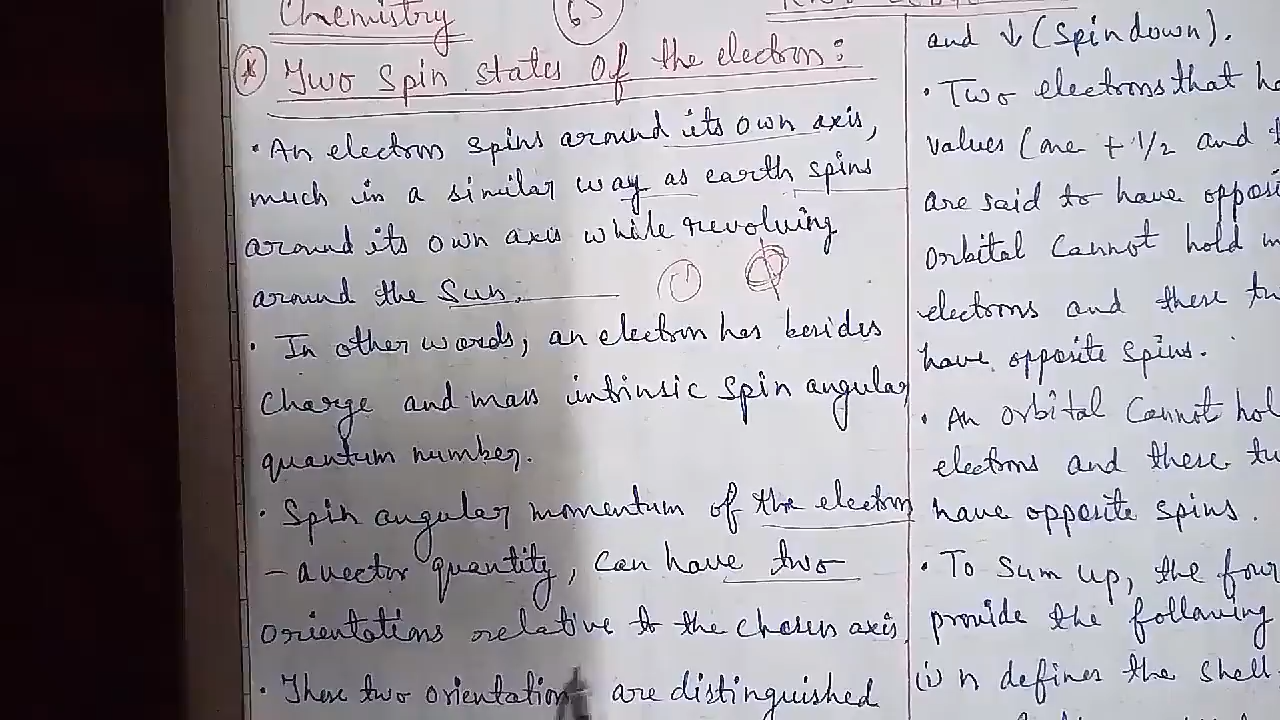 Chemistry
65
Two Spin states Of the electron:
• An electron spins around its own axis,
much in a similar way as earth spins
around its own axis while revolving
around the Sun.
• In other words, an electron has besides
Charge and mass intrinsic Spin angular
quantum number.
• Spin angular momentum of the electron
– a vector quantity, can have two
orientations relative to the chosen axis.
• These two orientations are distinguished
and ↓ (Spin down).
• Two electrons that
values (one + 1/2 and
are said to have
Orbital Cannot hold
electrons and these
have opposite Spins.
• An orbital Cannot
electrons and these
have opposite spins.
• To Sum up, the four
provide the following
(i) n defines the shell